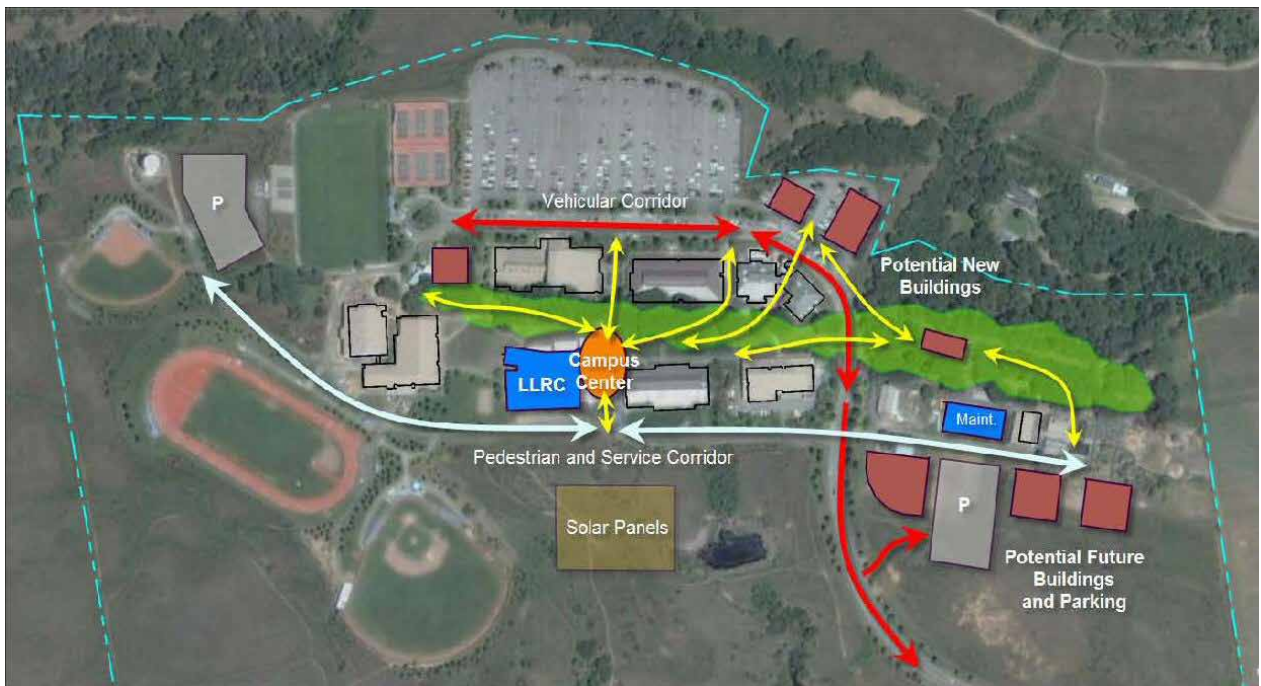 P
Vehicular Corridor
Potential New
Buildings
Campus
Center
LLRC
Maint.
Pedestrian and Service Corridor
Solar Panels
P
Potential Future
Buildings
and Parking